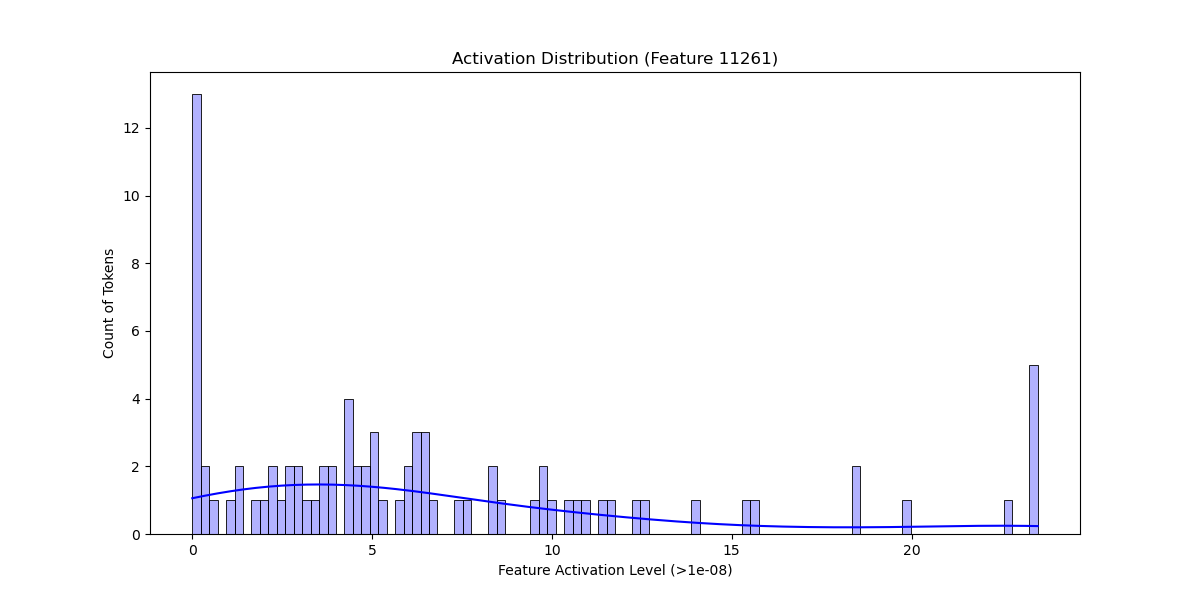 Activation Distribution (Feature 11261)
12
10
8
6
4
2
0
Count of Tokens
0 5 10 15 20
Feature Activation Level (>1e-08)